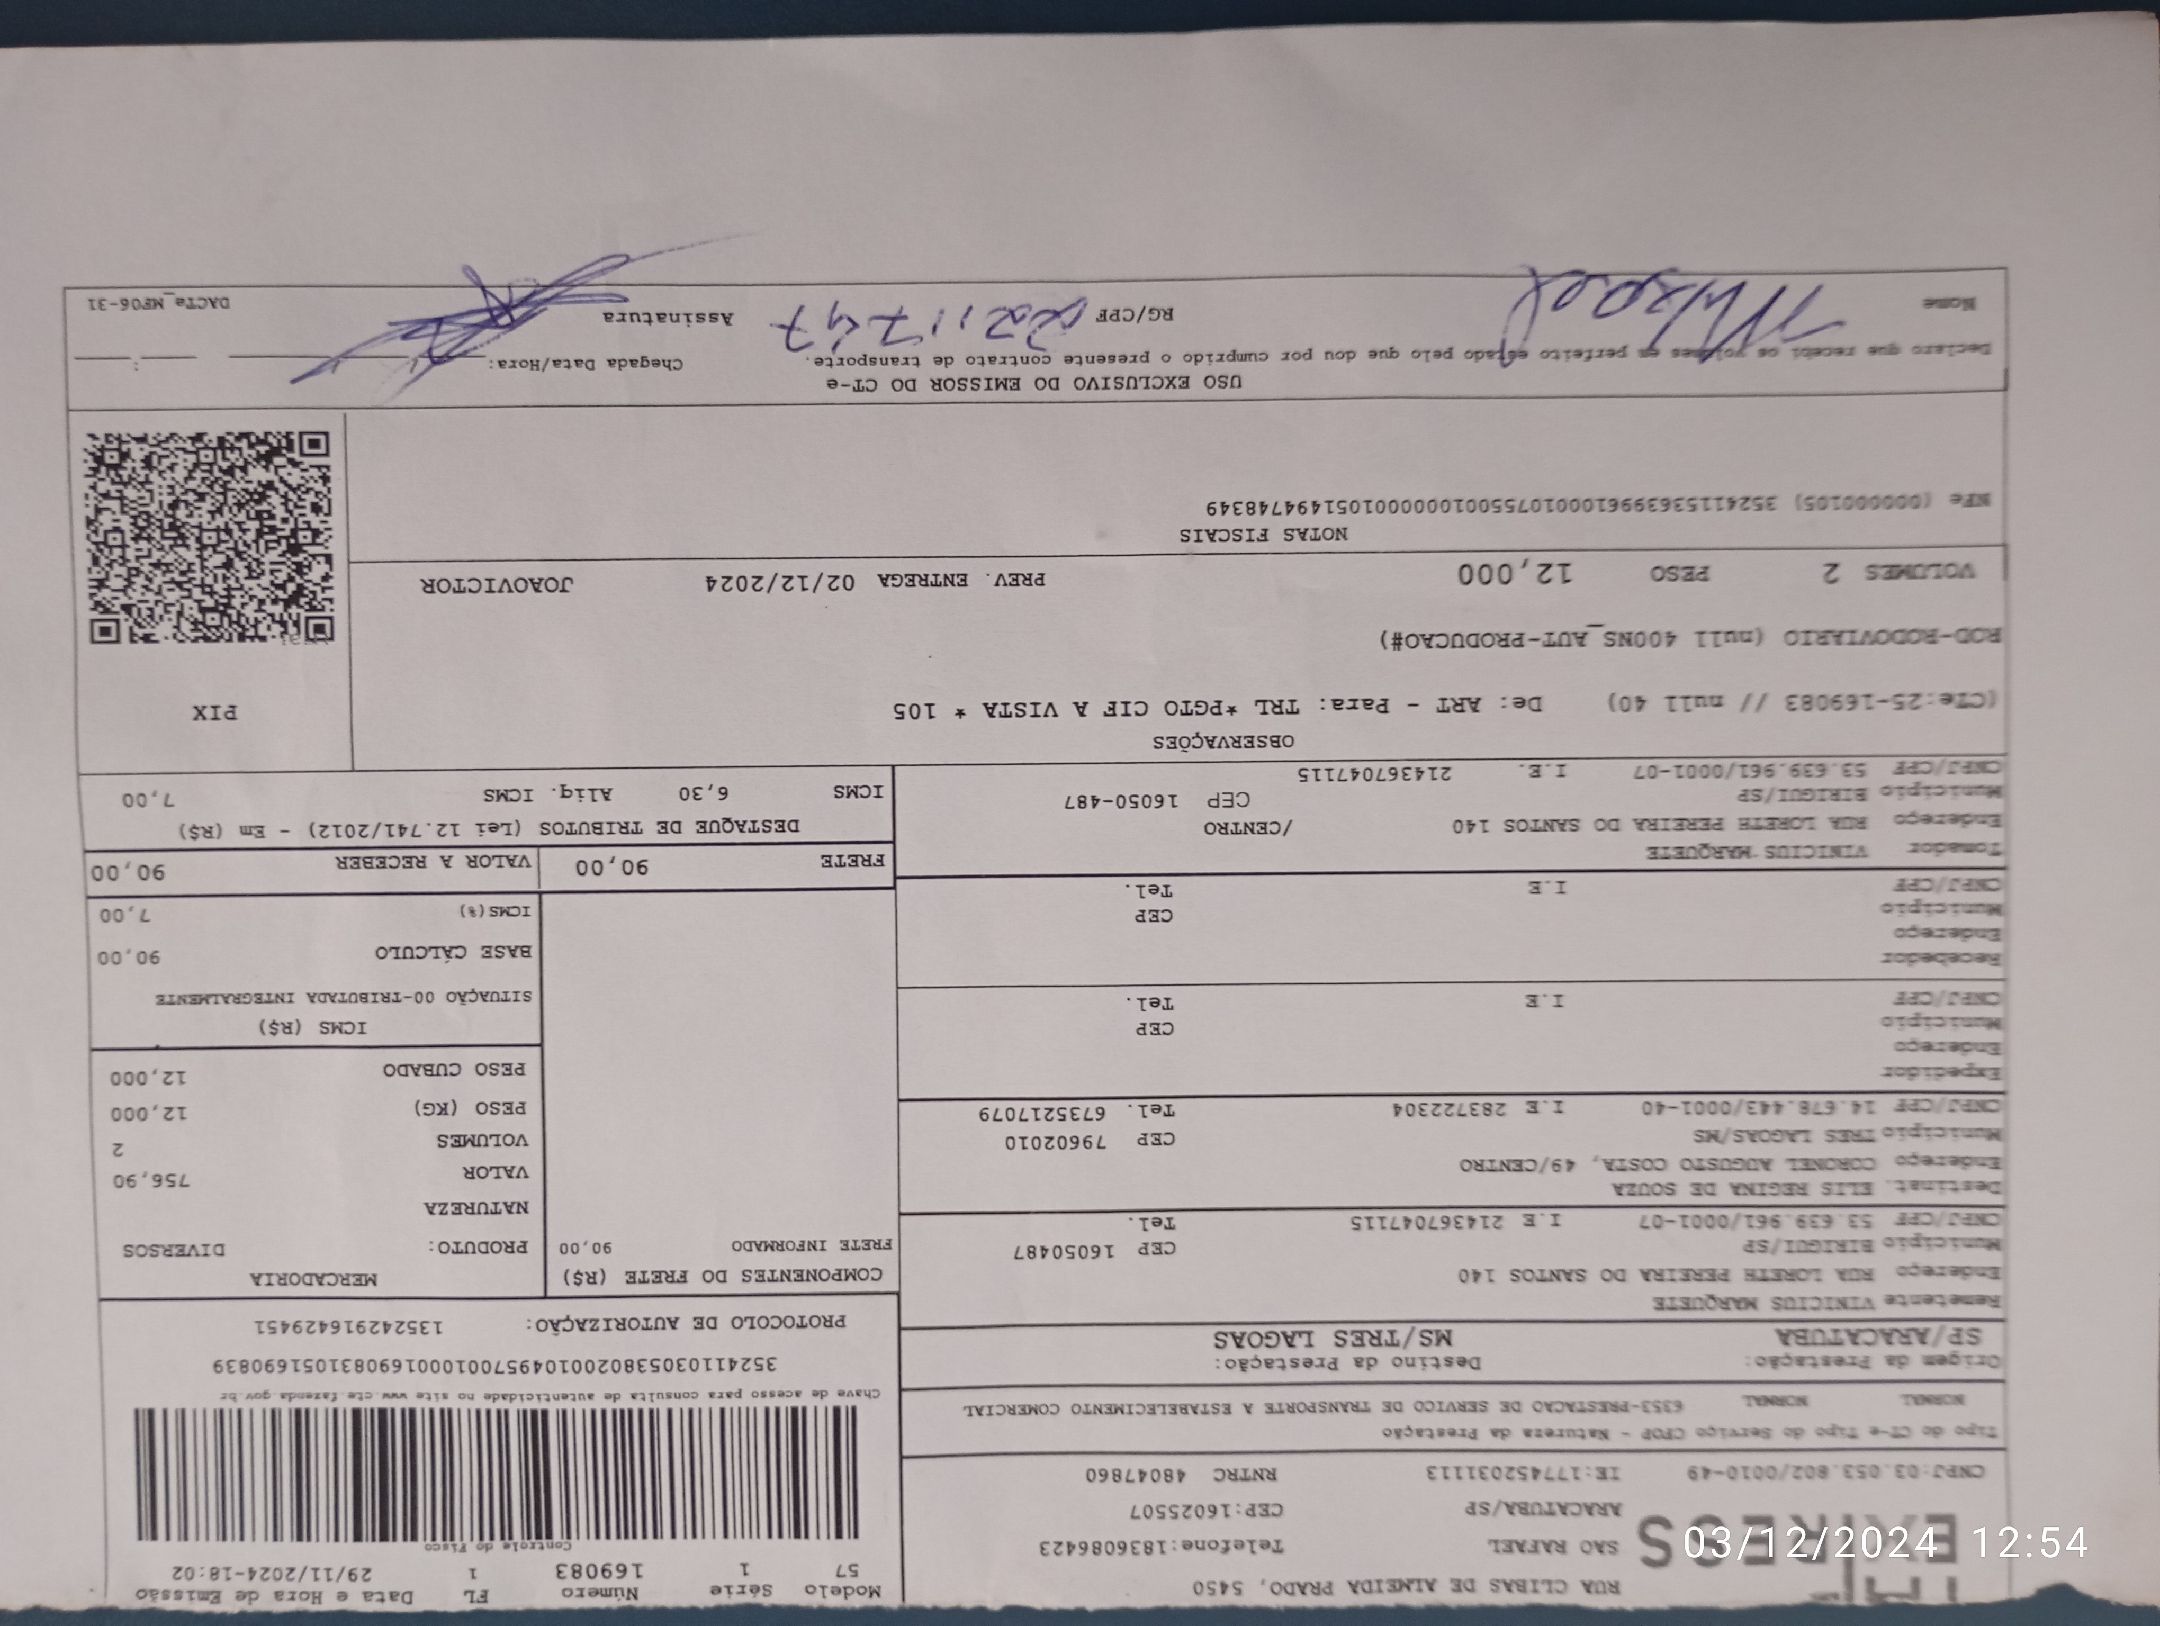 RUA CLIBAS DE ALMEIDA PRADO, 5450
SAO RAFAEL Telefone:1836086423
ARACATUBA/SP CEP:16025507
CNPJ:03.053.802/0010-49 IE:177452031113 RNTRC 48047860
Modelo Série Número FL Data e Hora de Emissão
57 1 169083 1 29/11/2024-18:02
Controle do Fisco
Chave de acesso para consulta de autenticidade no site www.cte.fazenda.gov.br
35241103053802001049570010001690831051690839
PROTOCOLO DE AUTORIZAÇÃO: 135242916429451
Tipo do CT-e Tipo do Serviço CFOP - Natureza da Prestação
NORMAL NORMAL 6353-PRESTACAO DE SERVICO DE TRANSPORTE A ESTABELECIMENTO COMERCIAL
Origem da Prestação: Destino da Prestação:
SP/ARACATUBA MS/TRES LAGOAS
Remetente VINICIUS MARQUETE
Endereço RUA LORETH PEREIRA DO SANTOS 140
Município BIRIGUI/SP CEP 16050487
CNPJ/CPF 53.639.961/0001-07 I.E 214367047115 Tel.
Destinat. ELIS REGINA DE SOUZA
Endereço CORONEL AUGUSTO COSTA, 49/CENTRO
Município TRES LAGOAS/MS CEP 79602010
CNPJ/CPF 14.678.443/0001-40 I.E 283722304 Tel. 6735217079
Expedidor
Endereço
Município CEP
CNPJ/CPF I.E Tel.
Recebedor
Endereço
Município CEP
CNPJ/CPF I.E Tel.
Tomador VINICIUS MARQUETE
Endereço RUA LORETH PEREIRA DO SANTOS 140 /CENTRO
Município BIRIGUI/SP CEP 16050-487
CNPJ/CPF 53.639.961/0001-07 I.E. 214367047115
COMPONENTES DO FRETE (R$)
FRETE INFORMADO 90,00
MERCADORIA
PRODUTO: DIVERSOS
NATUREZA
VALOR 756,90
VOLUMES 2
PESO (KG) 12,000
PESO CUBADO 12,000
ICMS (R$)
SITUAÇÃO 00-TRIBUTADA INTEGRALMENTE
BASE CÁLCULO 90,00
ICMS(%) 7,00
FRETE 90,00 VALOR A RECEBER 90,00
DESTAQUE DE TRIBUTOS (Lei 12.741/2012) - Em (R$)
ICMS 6,30 Aliq. ICMS 7,00
OBSERVAÇÕES
(CTe:25-169083 // null 40) De: ART - Para: TRL *PGTO CIF A VISTA * 105
ROD-RODOVIARIO (null 400NS_AUT-PRODUCAO#)
VOLUMES 2 PESO 12,000 PREV. ENTREGA 02/12/2024 JOAOVICTOR
PIX
NOTAS FISCAIS
NFe (000000105) 35241153639961000107550010000001051494748349
USO EXCLUSIVO DO EMISSOR DO CT-e
Declaro que recebi os volumes em perfeito estado pelo que dou por cumprido o presente contrato de transporte.
Chegada Data/Hora:
Nome RG/CPF Assinatura
DACTe_MF06-31
03/12/2024 12:54